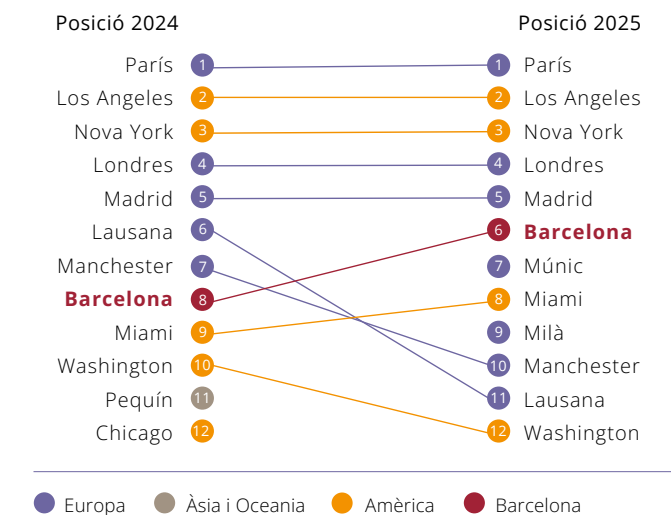 Posició 2024 Posició 2025
París 1 1 París
Los Angeles 2 2 Los Angeles
Nova York 3 3 Nova York
Londres 4 4 Londres
Madrid 5 5 Madrid
Lausana 6 6 Barcelona
Manchester 7 7 Múnic
Barcelona 8 8 Miami
Miami 9 9 Milà
Washington 10 10 Manchester
Pequín 11 11 Lausana
Chicago 12 12 Washington
Europa Àsia i Oceania Amèrica Barcelona